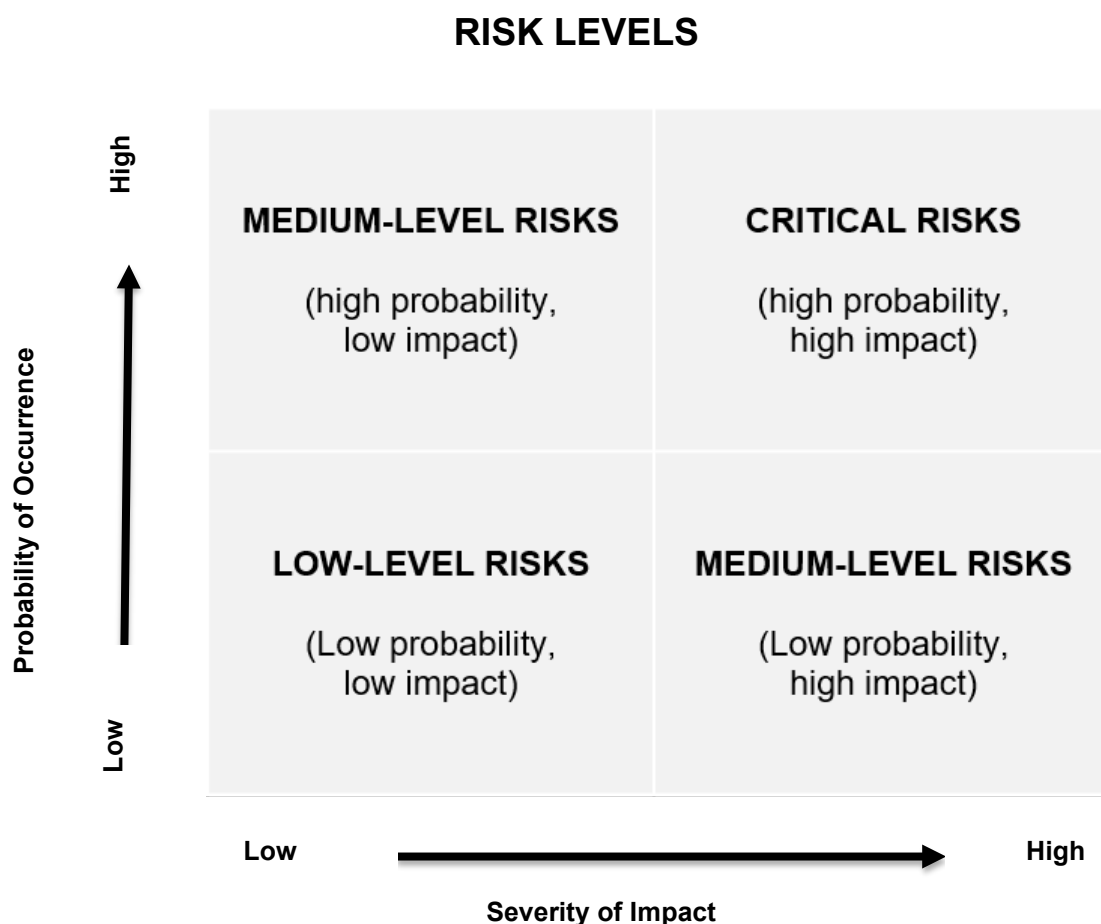 RISK LEVELS
High
MEDIUM-LEVEL RISKS
(high probability,
low impact)
CRITICAL RISKS
(high probability,
high impact)
Probability of Occurrence
LOW-LEVEL RISKS
(Low probability,
low impact)
MEDIUM-LEVEL RISKS
(Low probability,
high impact)
Low
Low
High
Severity of Impact